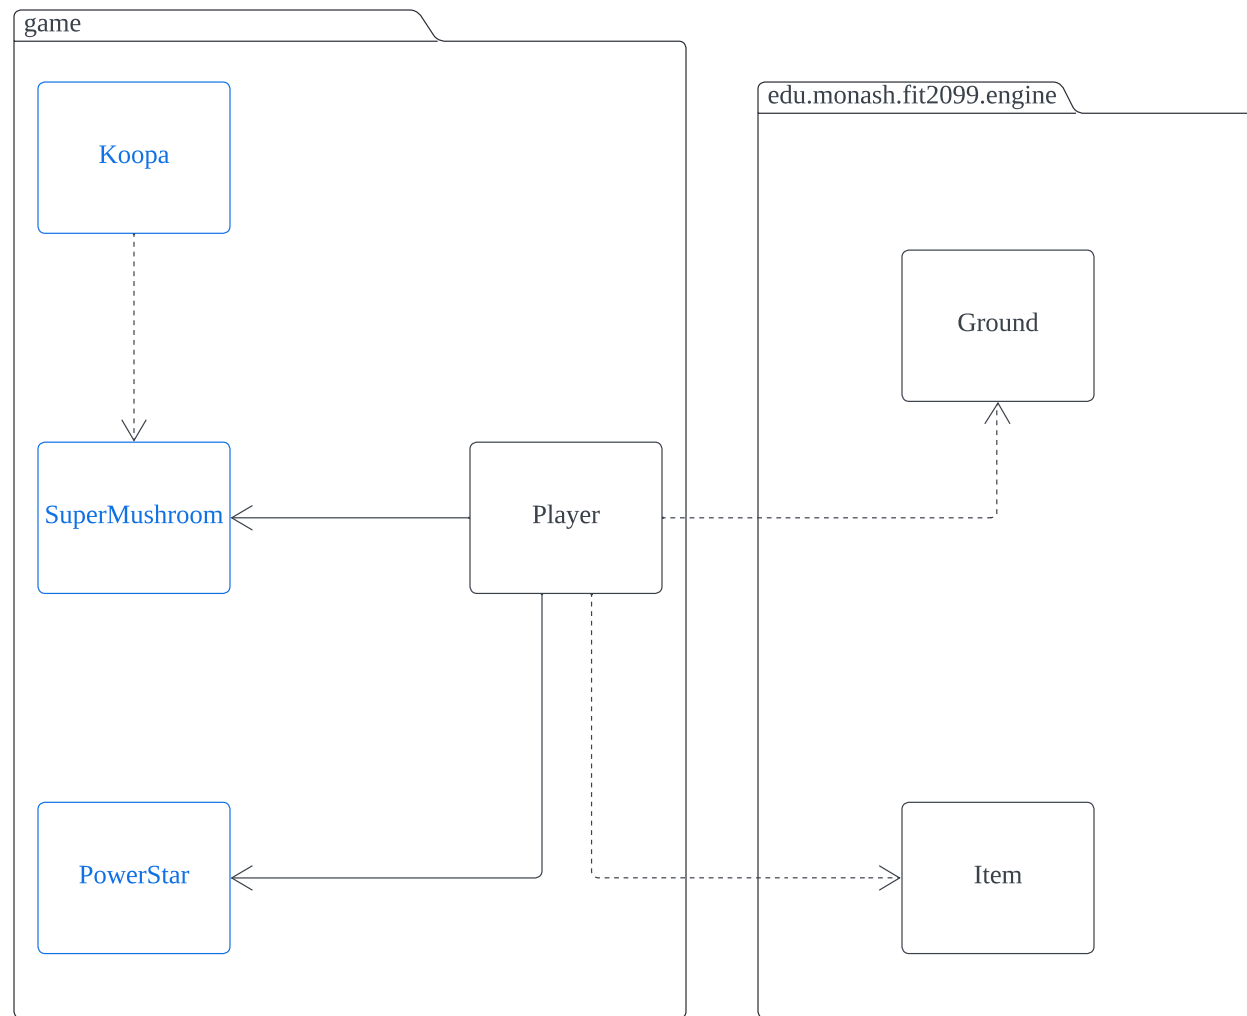 game
edu.monash.fit2099.engine
Koopa
Ground
SuperMushroom
Player
PowerStar
Item